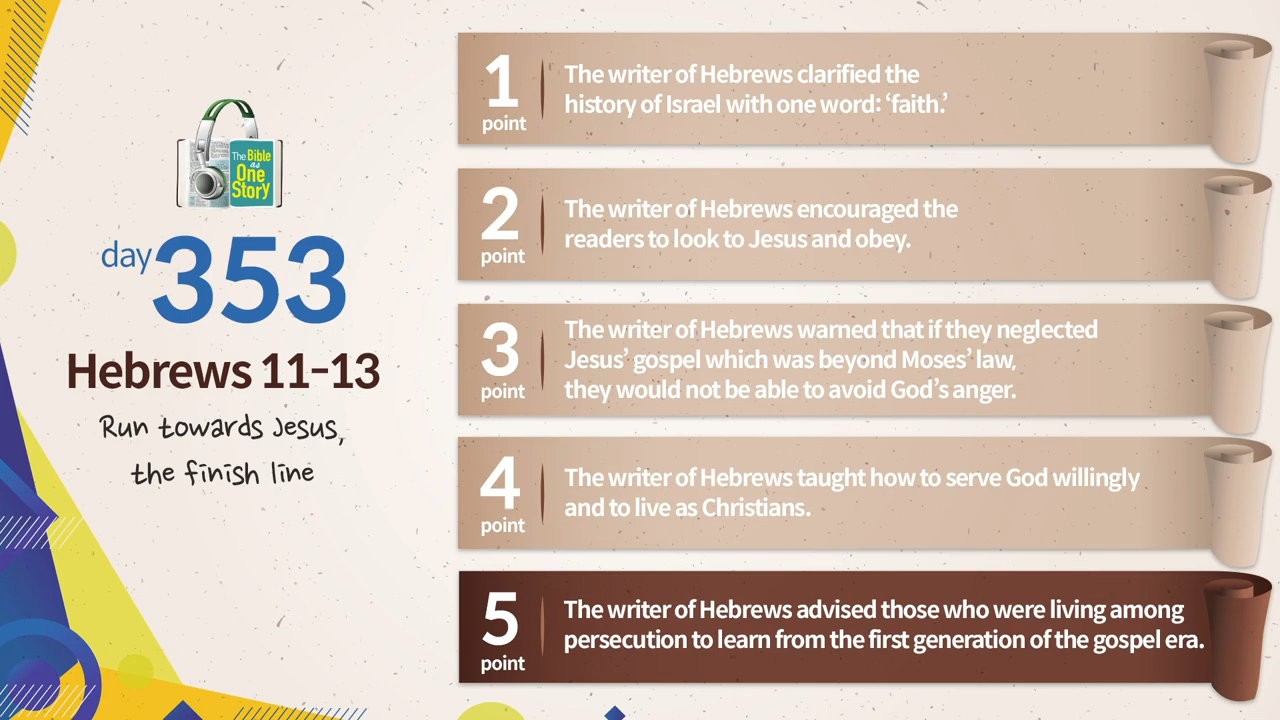 The Bible
as
One
Story
day 353
Hebrews 11-13
Run towards Jesus,
the finish line
1
point
The writer of Hebrews clarified the
history of Israel with one word: ‘faith.’
2
point
The writer of Hebrews encouraged the
readers to look to Jesus and obey.
3
point
The writer of Hebrews warned that if they neglected
Jesus’ gospel which was beyond Moses’ law,
they would not be able to avoid God’s anger.
4
point
The writer of Hebrews taught how to serve God willingly
and to live as Christians.
5
point
The writer of Hebrews advised those who were living among
persecution to learn from the first generation of the gospel era.